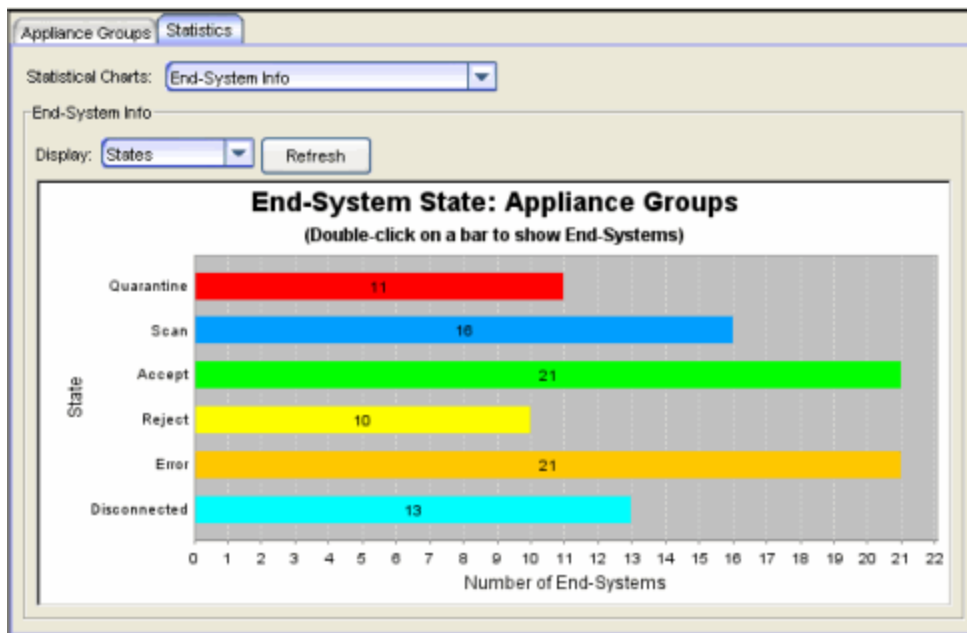 Appliance Groups Statistics
Statistical Charts: End-System Info
End-System Info
Display: States Refresh
End-System State: Appliance Groups
(Double-click on a bar to show End-Systems)
Quarantine 11
Scan 16
Accept 21
State
Reject 10
Error 21
Disconnected 13
0 1 2 3 4 5 6 7 8 9 10 11 12 13 14 15 16 17 18 19 20 21 22
Number of End-Systems